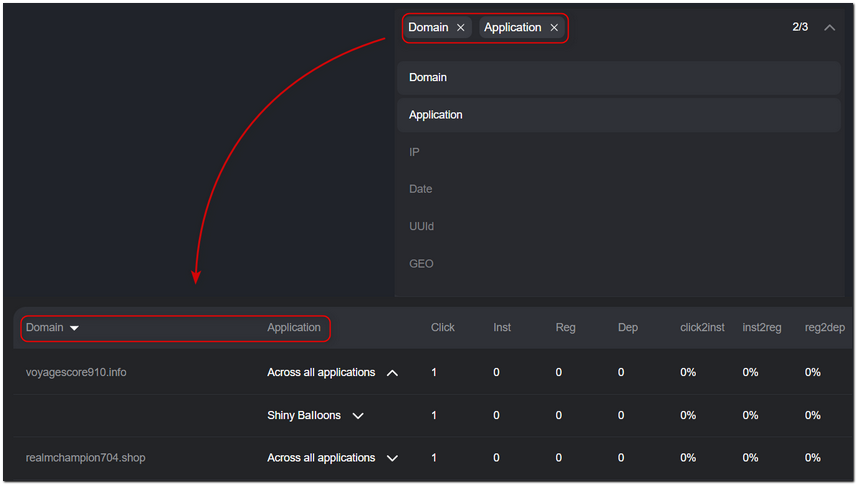 Domain × Application × 2/3
Domain
Application
IP
Date
UUId
GEO
Domain Application Click Inst Reg Dep click2inst inst2reg reg2dep
voyagescore910.info Across all applications 1 0 0 0 0% 0% 0%
Shiny Balloons 1 0 0 0 0% 0% 0%
realmchampion704.shop Across all applications 1 0 0 0 0% 0% 0%